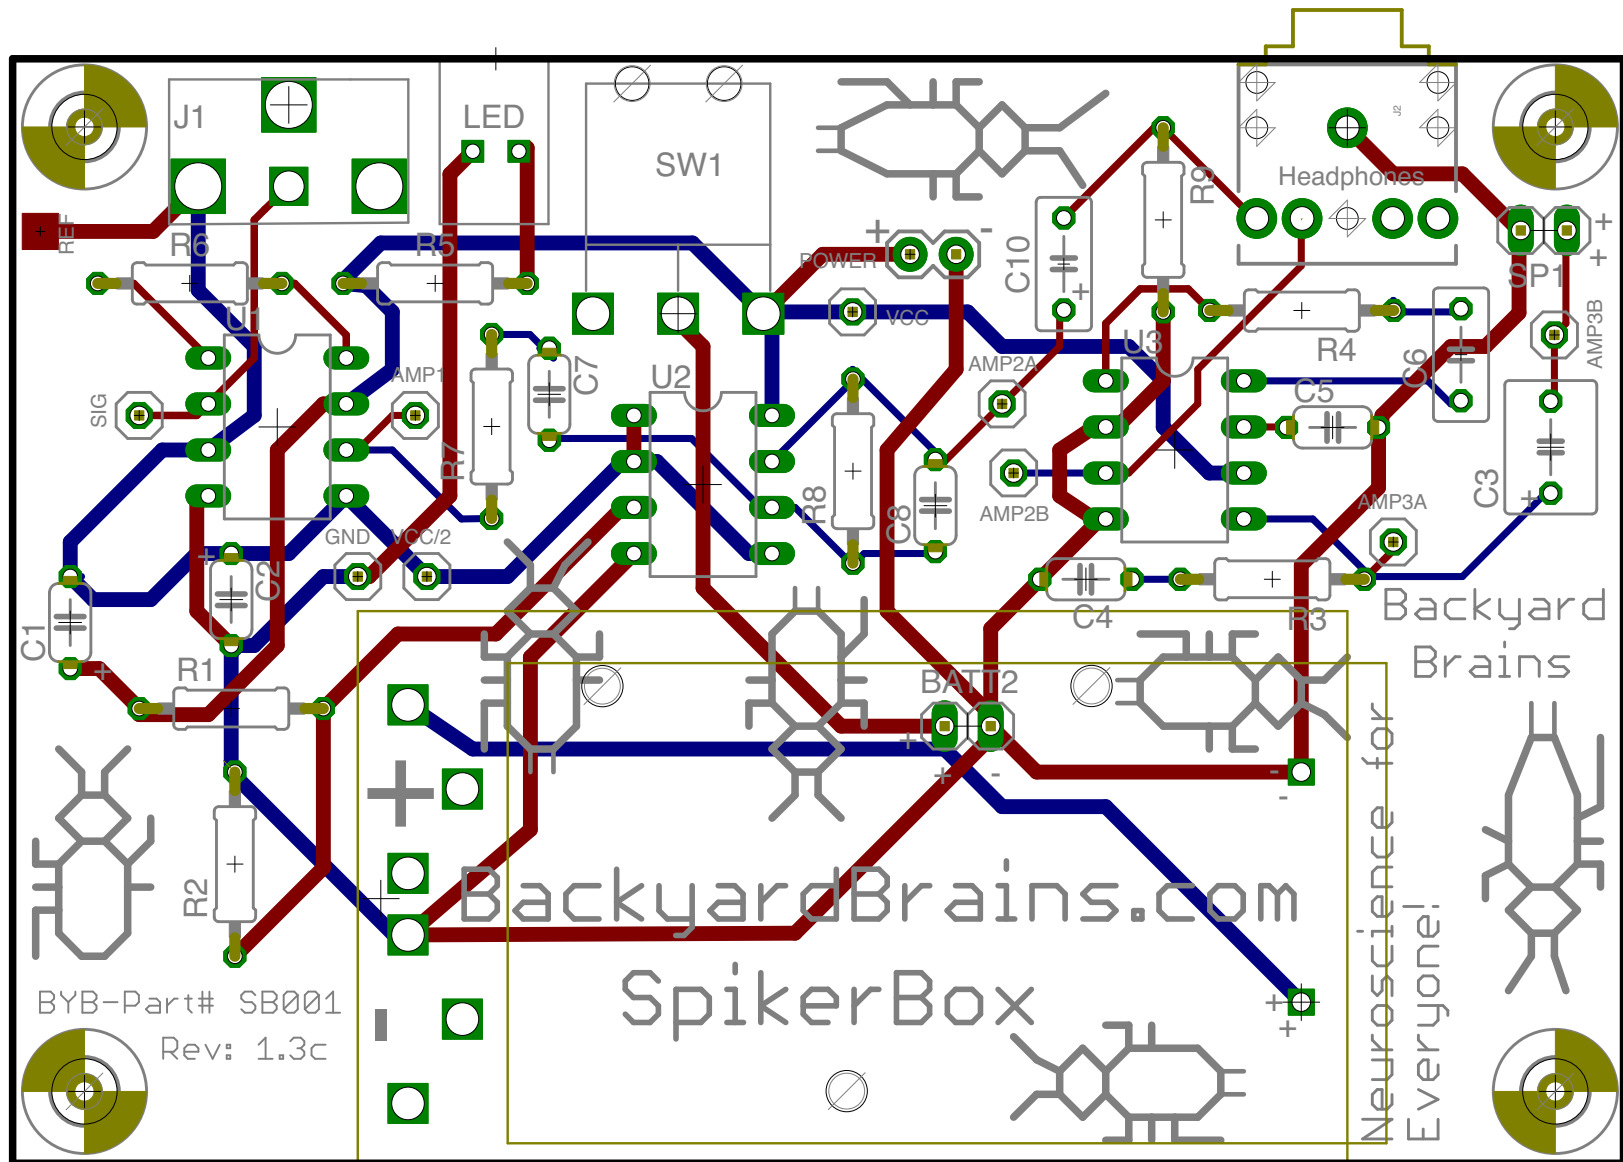 J1
LED
SW1
J2
Headphones
R9
REF
R6
R5
POWER
+
-
C10
+
SP1
+
+
U1
VCC
U3
R4
C6
AMP3B
SIG
AMP1
C7
U2
AMP2A
C5
R7
R8
C8
AMP2B
C3
+
AMP3A
GND
VCC/2
+
C2
C1
+
R1
C4
R3
Backyard
Brains
BATT2
+
+
-
-
-
+
R2
BackyardBrains.com
SpikerBox
+
+
-
BYB-Part# SB001
Rev: 1.3c
Neuroscience for
Everyone!